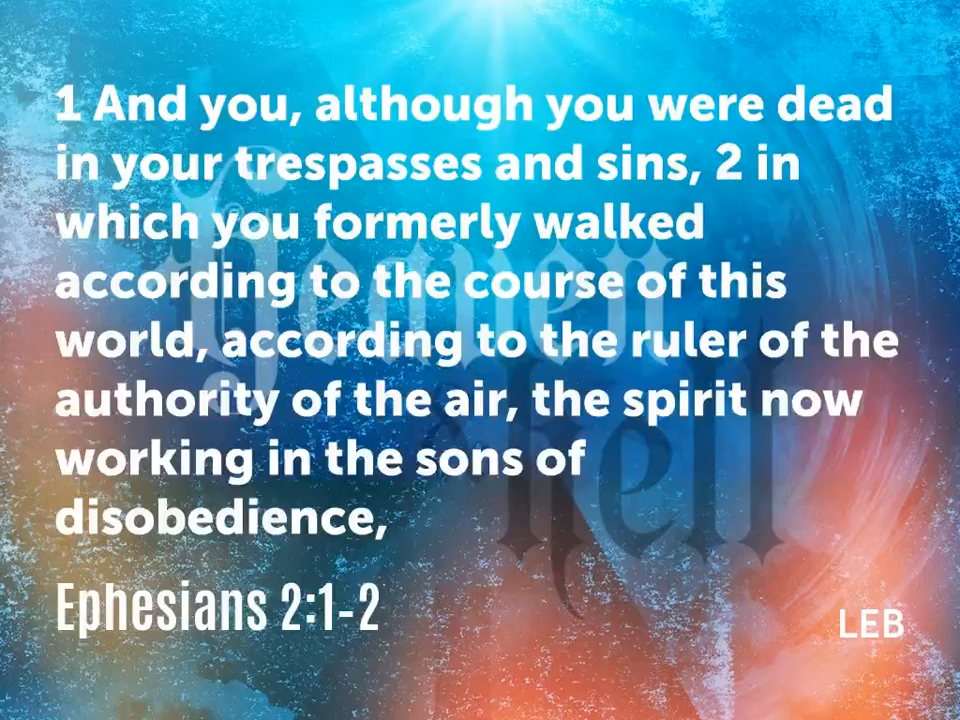 1 And you, although you were dead
in your trespasses and sins, 2 in
which you formerly walked
according to the course of this
world, according to the ruler of the
authority of the air, the spirit now
working in the sons of
disobedience,
Ephesians 2:1-2
LEB
Heaven
& hell